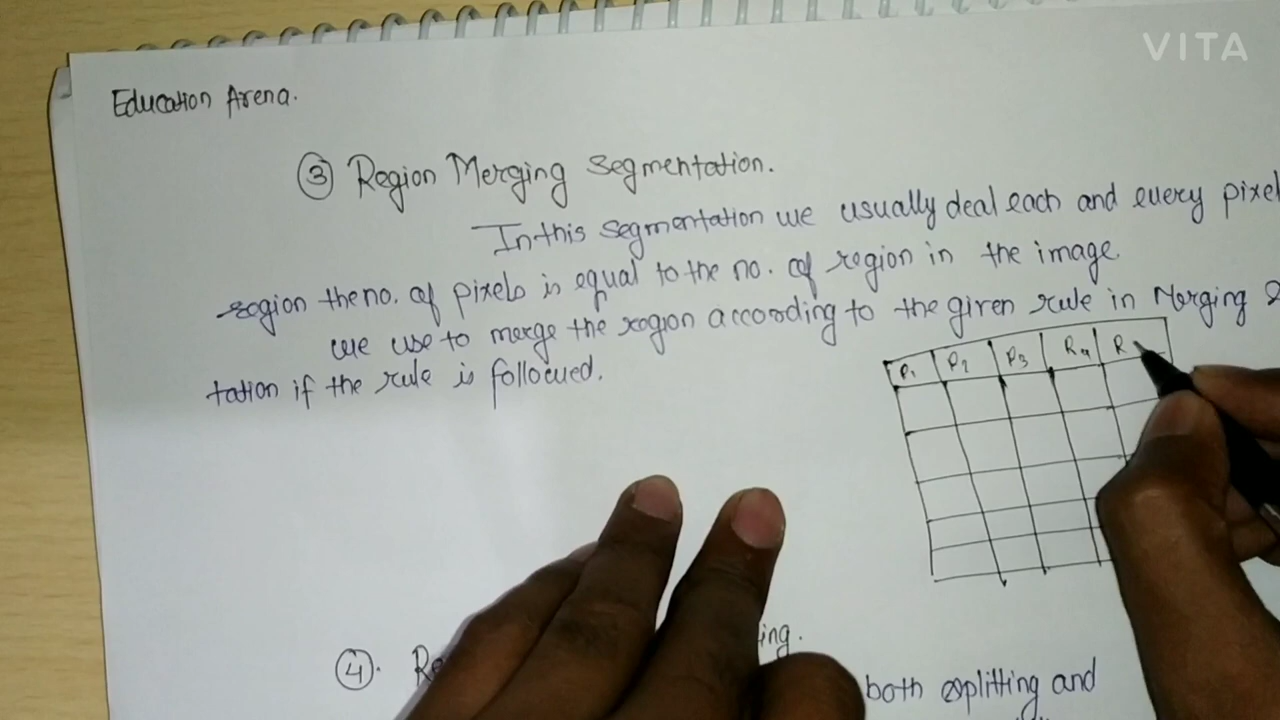 VITA
Education Arena.
③ Region Merging Segmentation.
In this segmentation we usually deal each and every pixel
region the no. of pixels is equal to the no. of region in the image.
we use to merge the region according to the given rule in Merging
tation if the rule is followed.
P1 P2 P3 R4 R
④.
ing.
both splitting and